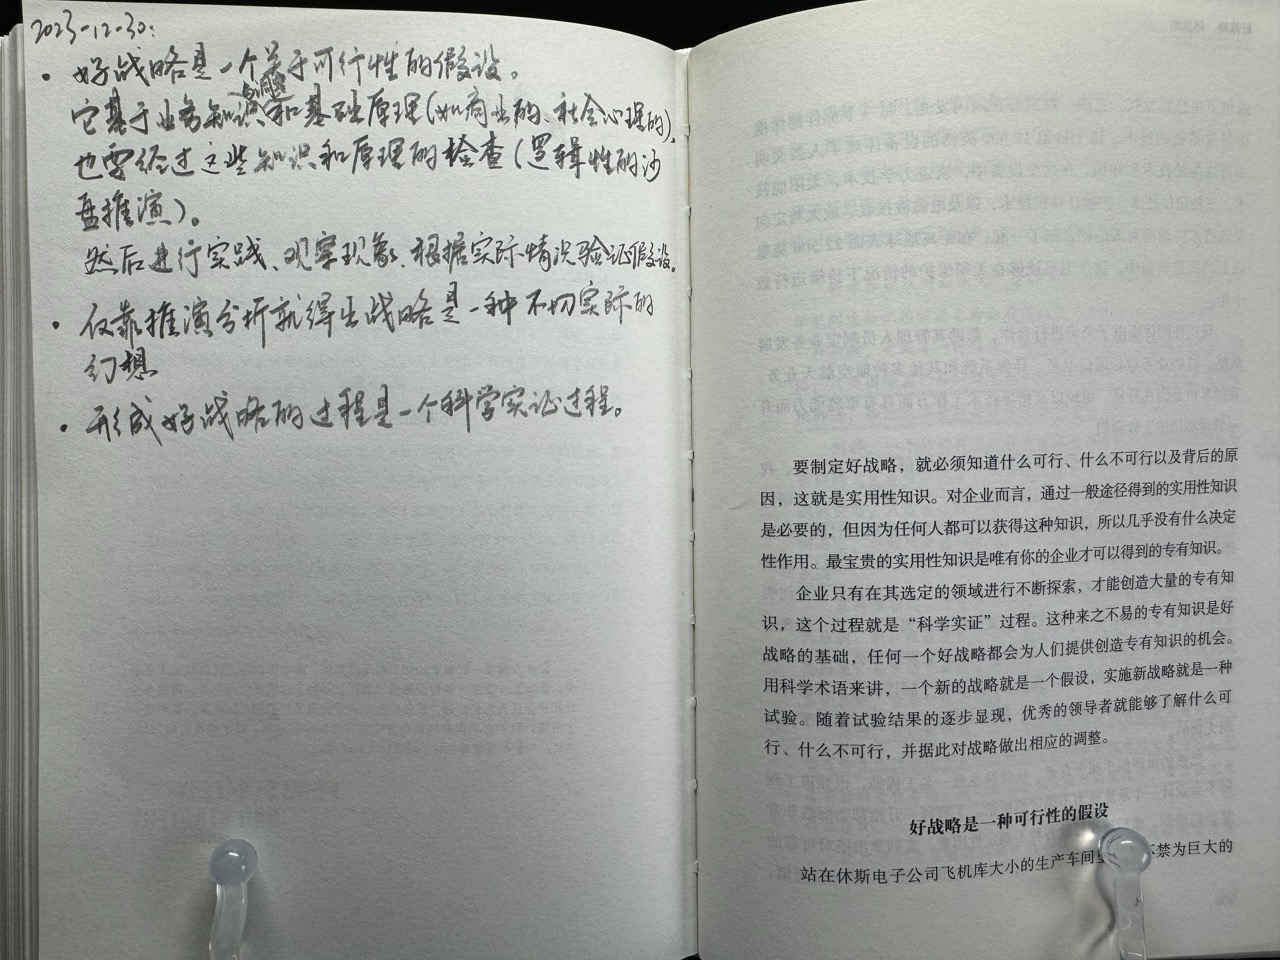 2023-12-30:
• 好战略是一个关于可行性的假设。
它基于业务知识和基础原理(如商业的、社会心理的),
也要经过这些知识和原理的检查(逻辑性的沙
盘推演)。
然后进行实践、观察现象、根据实际情况验证假设。
• 仅靠推演分析就得出战略是一种不切实际的
幻想
• 形成好战略的过程是一个科学实证过程。
要制定好战略，就必须知道什么可行、什么不可行以及背后的原
因，这就是实用性知识。对企业而言，通过一般途径得到的实用性知识
是必要的，但因为任何人都可以获得这种知识，所以几乎没有什么决定
性作用。最宝贵的实用性知识是唯有你的企业才可以得到的专有知识。
企业只有在其选定的领域进行不断探索，才能创造大量的专有知
识，这个过程就是“科学实证”过程。这种来之不易的专有知识是好
战略的基础，任何一个好战略都会为人们提供创造专有知识的机会。
用科学术语来讲，一个新的战略就是一个假设，实施新战略就是一种
试验。随着试验结果的逐步显现，优秀的领导者就能够了解什么可
行、什么不可行，并据此对战略做出相应的调整。
好战略是一种可行性的假设
站在休斯电子公司飞机库大小的生产车间 不禁为巨大的